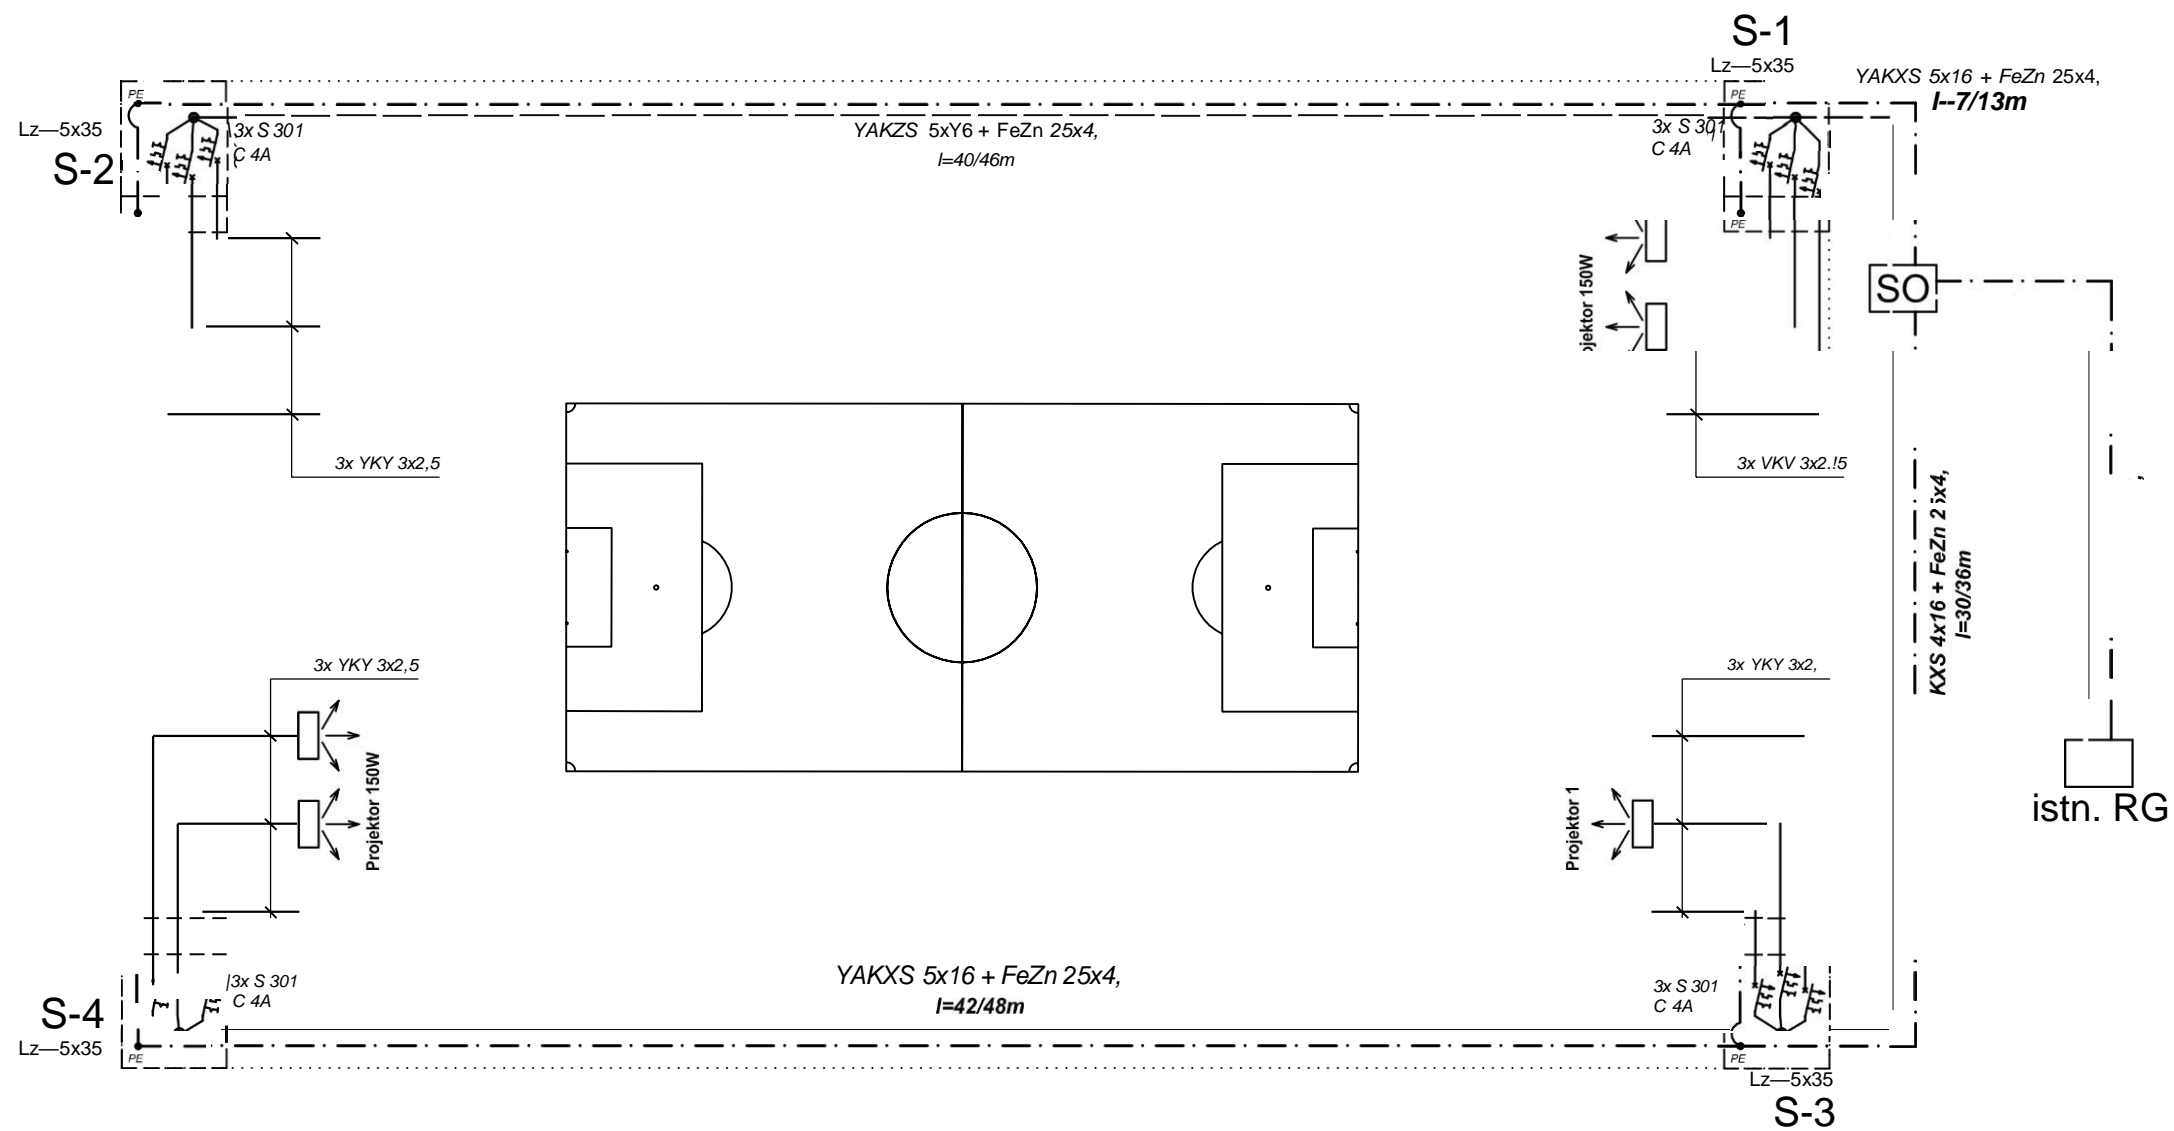 S-1
Lz—5x35
YAKXS 5x16 + FeZn 25x4,
l--7/13m
PE
PE
Lz—5x35
S-2
3x S 301
C 4A
YAKZS 5xY6 + FeZn 25x4,
l=40/46m
3x S 301
C 4A
PE
Projektor 150W
SO
3x YKY 3x2,5
3x VKV 3x2.!5
KXS 4x16 + FeZn 25x4,
l=30/36m
3x YKY 3x2,5
3x YKY 3x2,
Projektor 150W
Projektor 1
istn. RG
|3x S 301
C 4A
YAKXS 5x16 + FeZn 25x4,
l=42/48m
3x S 301
C 4A
S-4
Lz—5x35
PE
PE
Lz—5x35
S-3